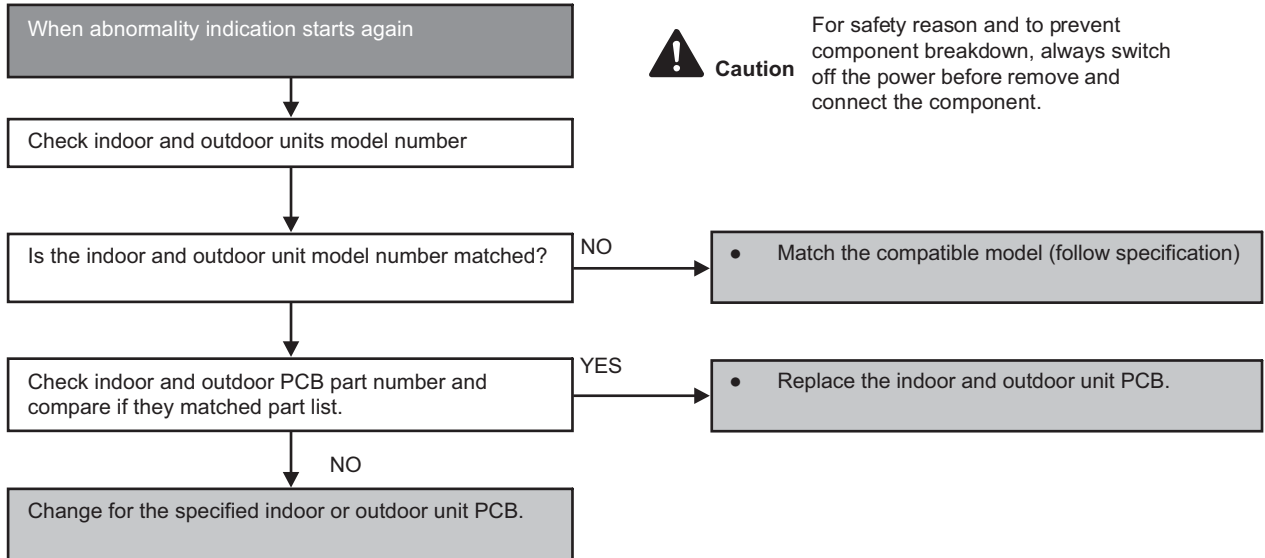 When abnormality indication starts again
Caution
For safety reason and to prevent
component breakdown, always switch
off the power before remove and
connect the component.
Check indoor and outdoor units model number
Is the indoor and outdoor unit model number matched?
NO
● Match the compatible model (follow specification)
Check indoor and outdoor PCB part number and
compare if they matched part list.
YES
● Replace the indoor and outdoor unit PCB.
NO
Change for the specified indoor or outdoor unit PCB.